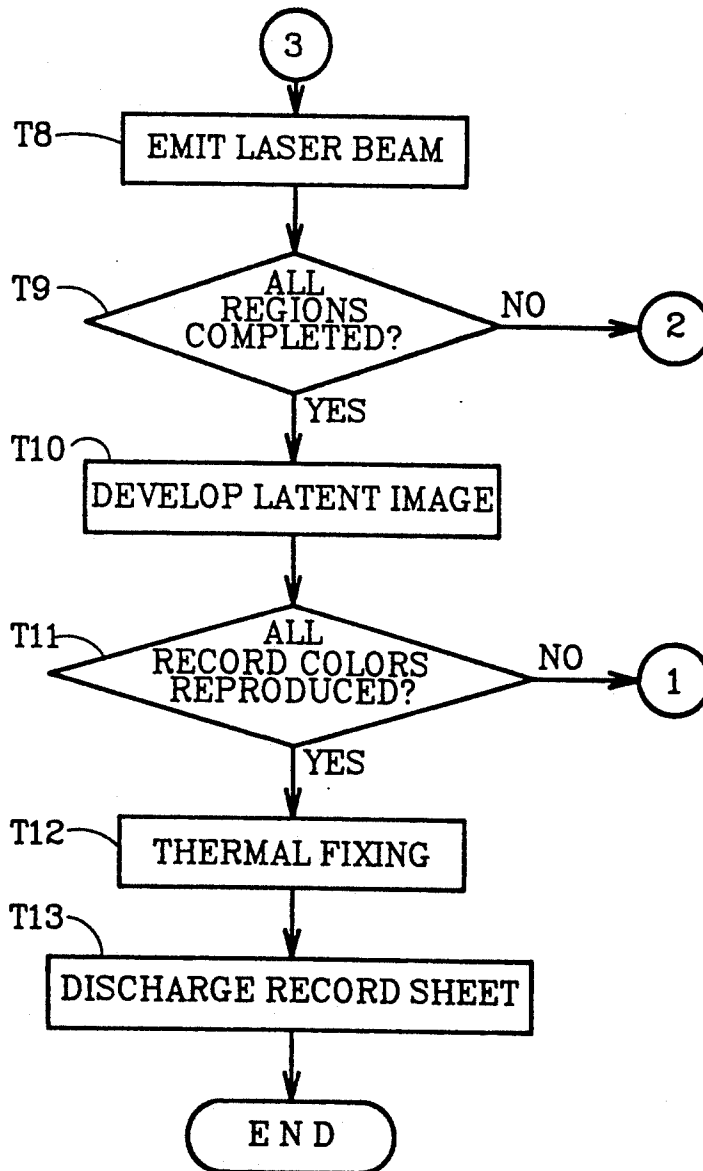 3
T8
EMIT LASER BEAM
T9
ALL
REGIONS
COMPLETED?
NO
2
YES
T10
DEVELOP LATENT IMAGE
T11
ALL
RECORD COLORS
REPRODUCED?
NO
1
YES
T12
THERMAL FIXING
T13
DISCHARGE RECORD SHEET
END